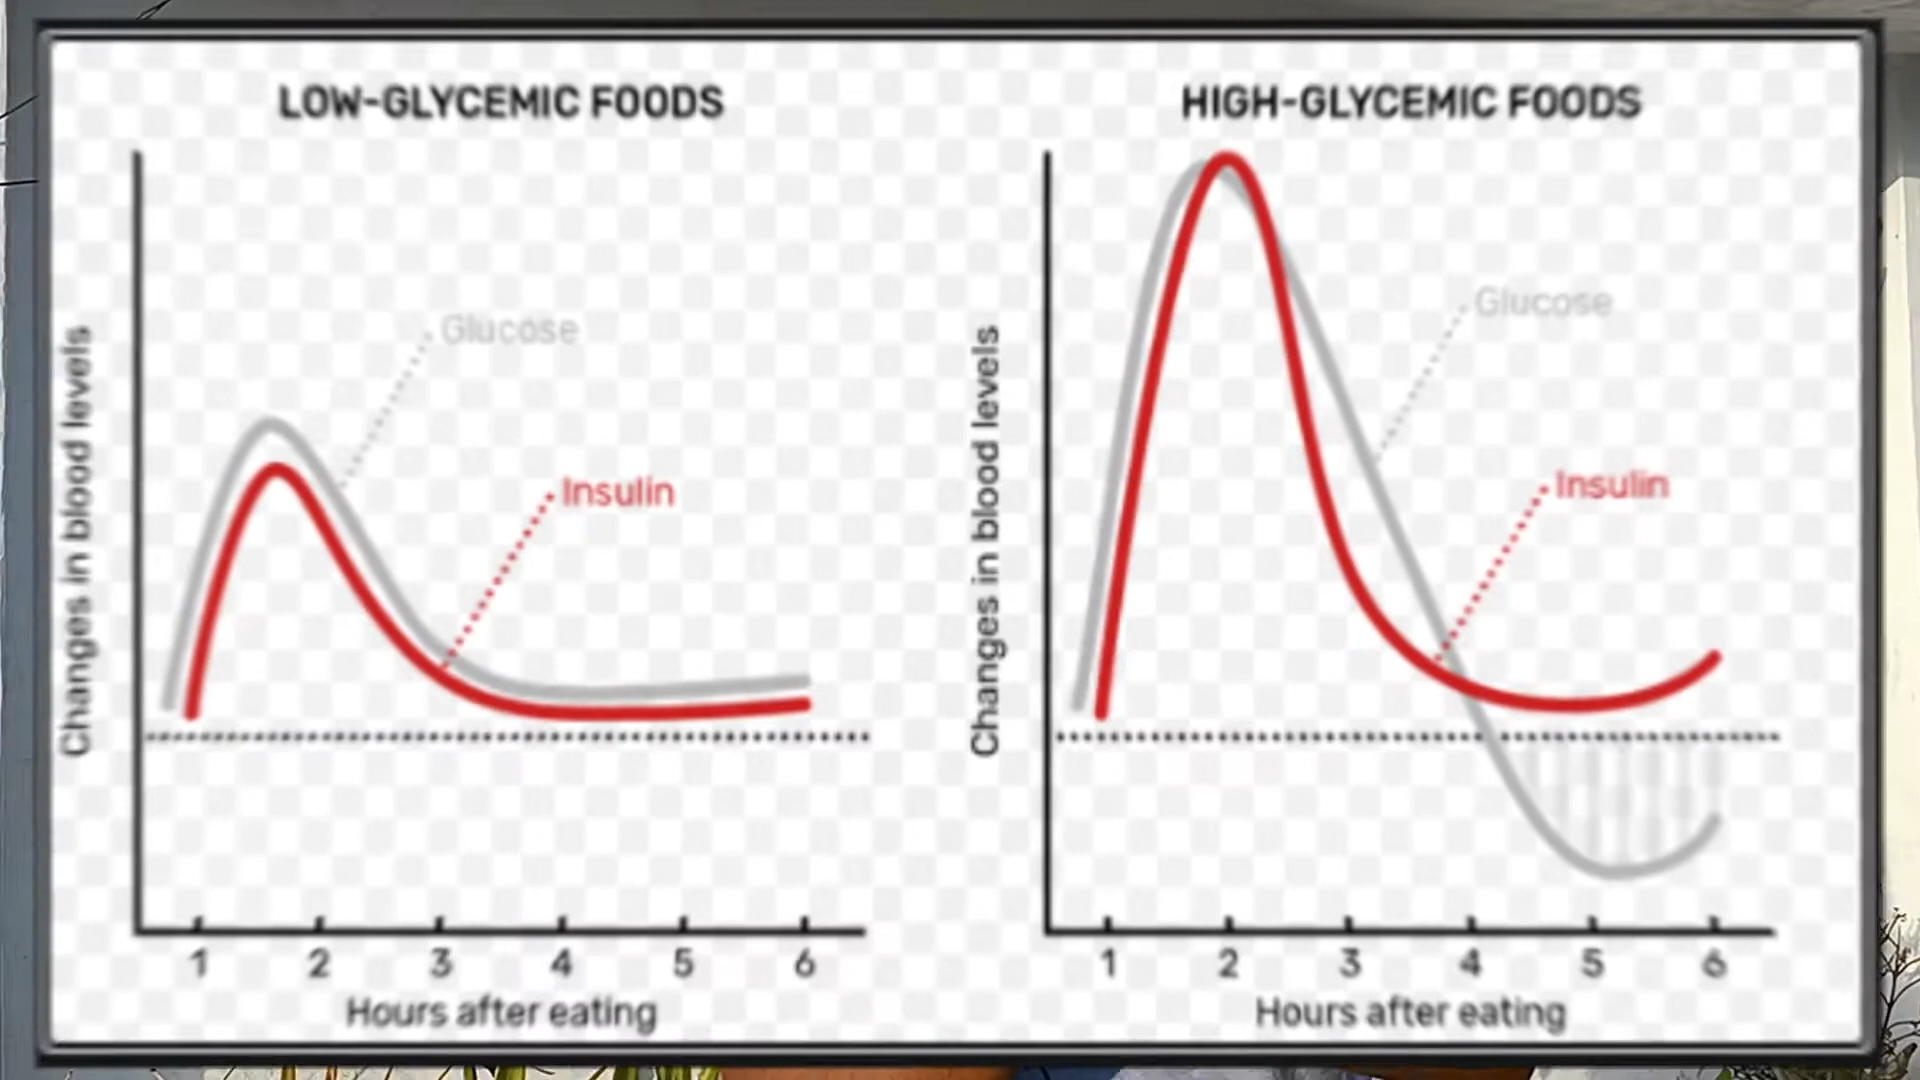 LOW-GLYCEMIC FOODS
Changes in blood levels
Glucose
Insulin
1 2 3 4 5 6
Hours after eating
HIGH-GLYCEMIC FOODS
Changes in blood levels
Glucose
Insulin
1 2 3 4 5 6
Hours after eating